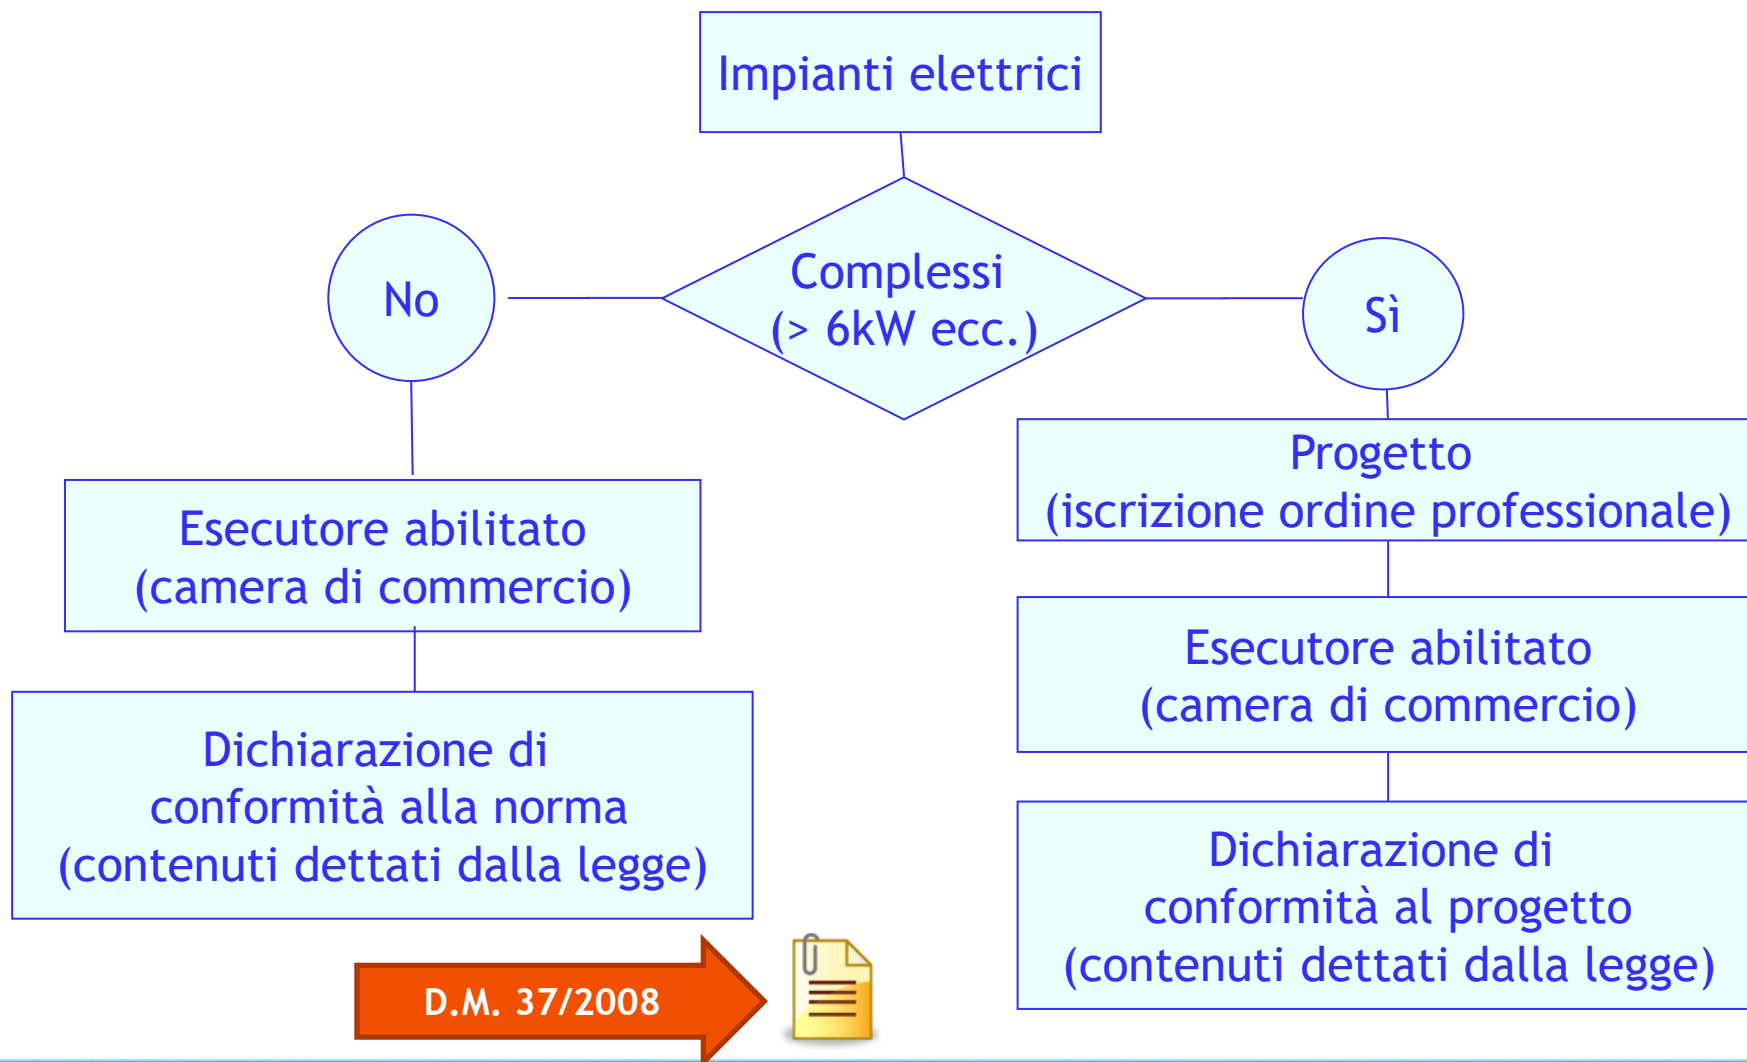 Impianti elettrici
Complessi
(> 6kW ecc.)
No
Sì
Esecutore abilitato
(camera di commercio)
Dichiarazione di
conformità alla norma
(contenuti dettati dalla legge)
Progetto
(iscrizione ordine professionale)
Esecutore abilitato
(camera di commercio)
Dichiarazione di
conformità al progetto
(contenuti dettati dalla legge)
D.M. 37/2008